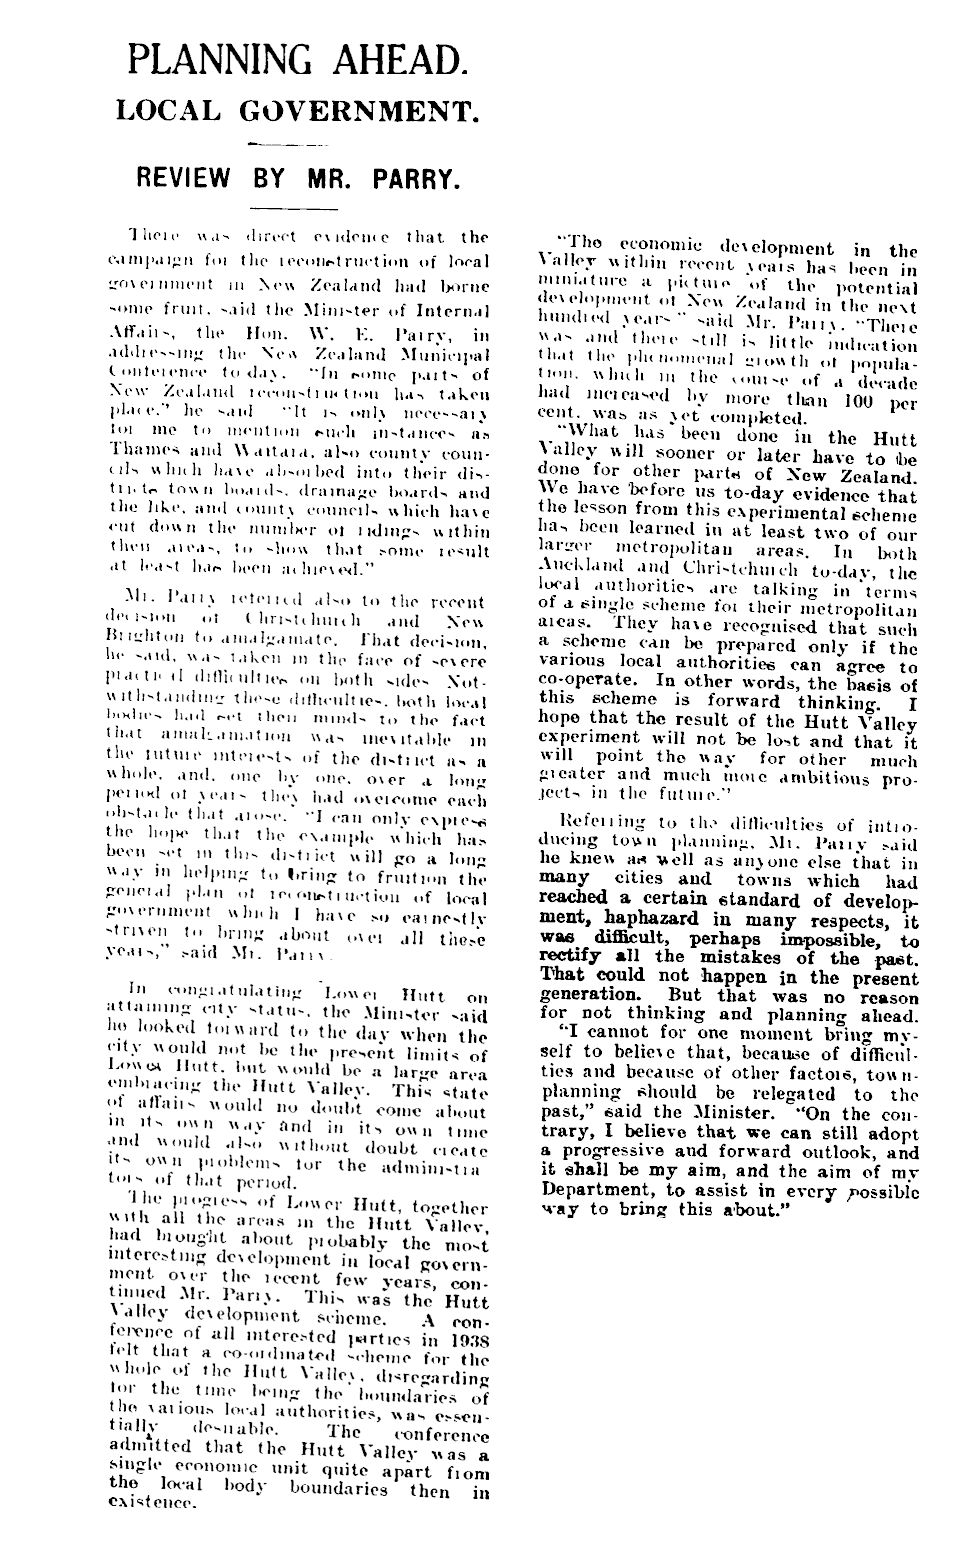 PLANNING AHEAD.
LOCAL GOVERNMENT.
REVIEW BY MR. PARRY.
There was direct evidence that the
campaign for the reconstruction of local
government in New Zealand had borne
some fruit, said the Minister of Internal
Affairs, the Hon. W. E. Parry, in
addressing the New Zealand Municipal
Conference to-day. "In some parts of
New Zealand reconstruction has taken
place," he said "It is only necessary
for me to mention such instances as
Thames and Waitara, also county coun-
cils which have absorbed into their dis-
tricts town boards, drainage boards and
the like, and county councils which have
cut down the number of ridings within
their areas, to show that some result
at least has been achieved."
Mr. Parry referred also to the recent
decision of Christchurch and New
Brighton to amalgamate. That decision,
he said, was taken in the face of severe
practical difficulties on both sides Not-
withstanding these difficulties, both local
bodies had set their minds to the fact
that amalgamation was inevitable in
the future interests of the district as a
whole, and, one by one, over a long
period of years they had overcome each
obstacle that arose. "I can only express
the hope that the example which has
been set in this district will go a long
way in helping to bring to fruition the
general plan of reconstruction of local
government which I have so earnestly
striven to bring about over all these
years," said Mr. Parry
In congratulating Lower Hutt on
attaining city status, the Minister said
he looked forward to the day when the
city would not be the present limits of
Lower Hutt, but would be a large area
embracing the Hutt Valley. This state
of affairs would no doubt come about
in its own way and in its own time
and would also without doubt create
its own problems for the administra
tors of that period.
The progress of Lower Hutt, together
with all the areas in the Hutt Valley,
had brought about probably the most
interesting development in local govern-
ment over the recent few years, con-
tinued Mr. Parry. This was the Hutt
Valley development scheme. A con-
ference of all interested parties in 1938
felt that a co-ordinated scheme for the
whole of the Hutt Valley, disregarding
for the time being the boundaries of
the various local authorities, was essen-
tially desirable. The conference
admitted that the Hutt Valley was a
single economic unit quite apart from
the local body boundaries then in
existence.
"The economic development in the
Valley within recent years has been in
miniature a picture of the potential
development of New Zealand in the next
hundred years" said Mr. Parry. "There
was and there still is little indication
that the phenomenal growth of popula-
tion, which in the course of a decade
had increased by more than 100 per
cent, was as yet completed.
"What has been done in the Hutt
Valley will sooner or later have to be
done for other parts of New Zealand.
We have before us to-day evidence that
the lesson from this experimental scheme
has been learned in at least two of our
larger metropolitan areas. In both
Auckland and Christchurch to-day, the
local authorities are talking in terms
of a single scheme for their metropolitan
areas. They have recognised that such
a scheme can be prepared only if the
various local authorities can agree to
co-operate. In other words, the basis of
this scheme is forward thinking. I
hope that the result of the Hutt Valley
experiment will not be lost and that it
will point the way for other much
greater and much more ambitious pro-
jects in the future."
Referring to the difficulties of intro-
ducing town planning, Mr. Parry said
he knew as well as anyone else that in
many cities and towns which had
reached a certain standard of develop-
ment, haphazard in many respects, it
was difficult, perhaps impossible, to
rectify all the mistakes of the past.
That could not happen in the present
generation. But that was no reason
for not thinking and planning ahead.
"I cannot for one moment bring my-
self to believe that, because of difficul-
ties and because of other factors, town-
planning should be relegated to the
past," said the Minister. "On the con-
trary, I believe that we can still adopt
a progressive and forward outlook, and
it shall be my aim, and the aim of my
Department, to assist in every possible
way to bring this about."